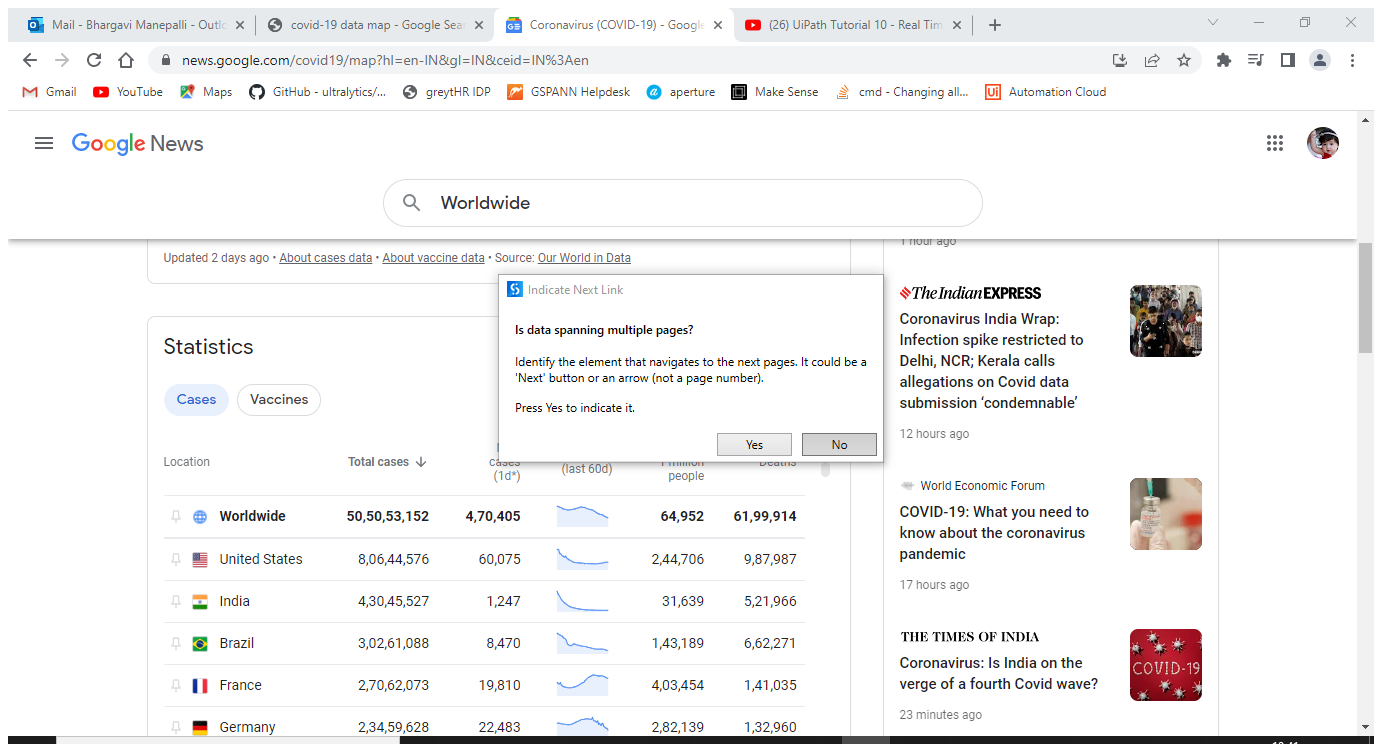 Mail - Bhargavi Manepalli - Outlo
covid-19 data map - Google Sear
Coronavirus (COVID-19) - Google
(26) UiPath Tutorial 10 - Real Tim
news.google.com/covid19/map?hl=en-IN&gl=IN&ceid=IN%3Aen
Gmail YouTube Maps GitHub - ultralytics/... greytHR IDP GSPANN Helpdesk aperture Make Sense cmd - Changing all... Automation Cloud
Google News
Worldwide
Updated 2 days ago • About cases data • About vaccine data • Source: Our World in Data
Indicate Next Link
Is data spanning multiple pages?
Identify the element that navigates to the next pages. It could be a
'Next' button or an arrow (not a page number).
Press Yes to indicate it.
Yes No
Statistics
Cases Vaccines
Location Total cases cases (1d*) (last 60d) 1 million people Deaths
Worldwide 50,50,53,152 4,70,405 64,952 61,99,914
United States 8,06,44,576 60,075 2,44,706 9,87,987
India 4,30,45,527 1,247 31,639 5,21,966
Brazil 3,02,61,088 8,470 1,43,189 6,62,271
France 2,70,62,073 19,810 4,03,454 1,41,035
Germany 2,34,59,628 22,483 2,82,139 1,32,960
1 hour ago
The Indian EXPRESS
Coronavirus India Wrap:
Infection spike restricted to
Delhi, NCR; Kerala calls
allegations on Covid data
submission ‘condemnable’
12 hours ago
World Economic Forum
COVID-19: What you need to
know about the coronavirus
pandemic
17 hours ago
THE TIMES OF INDIA
Coronavirus: Is India on the
verge of a fourth Covid wave?
23 minutes ago
COVID-19